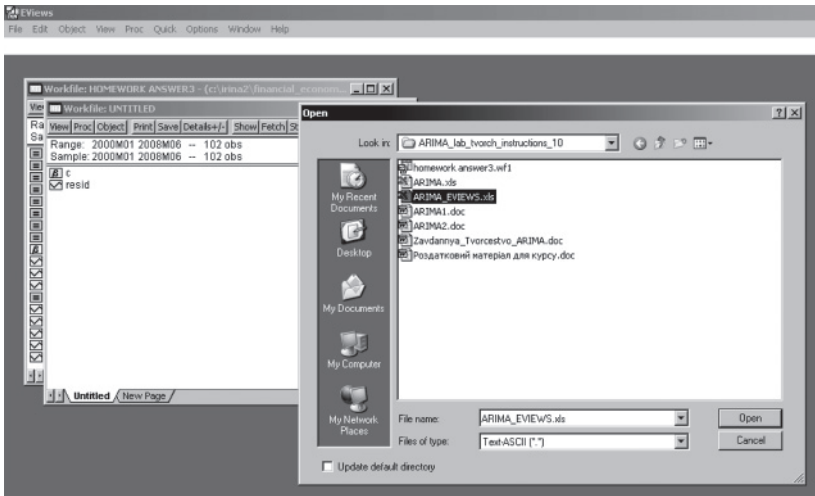 EViews
File Edit Object View Proc Quick Options Window Help
Workfile: HOMEWORK ANSWER3 - (c:\irina2\financial_econom...
Workfile: UNTITLED
View Proc Object Print Save Details+/- Show Fetch
Range: 2000M01 2008M06 -- 102 obs
Sample: 2000M01 2008M06 -- 102 obs
c
resid
Untitled New Page
Open
Look in: ARIMA_lab_tvorch_instructions_10
My Recent Documents
Desktop
My Documents
My Computer
My Network Places
homework answer3.wf1
ARIMA.xls
ARIMA_EVIEWS.xls
ARIMA1.doc
ARIMA2.doc
Zavdannya_Tvorcestvo_ARIMA.doc
Роздатковий матеріал для курсу.doc
File name: ARIMA_EVIEWS.xls Open
Files of type: Text-ASCII (*.*) Cancel
Update default directory